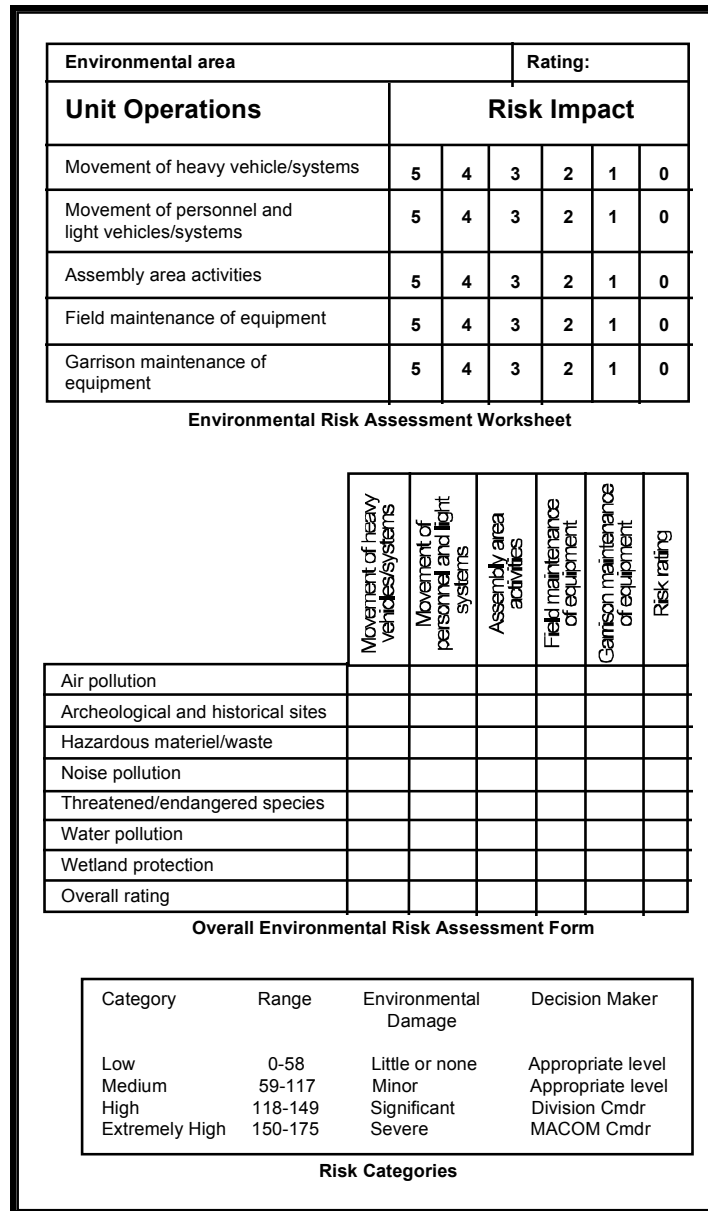 Environmental area Rating:
Unit Operations Risk Impact
Movement of heavy vehicle/systems 5 4 3 2 1 0
Movement of personnel and
light vehicles/systems 5 4 3 2 1 0
Assembly area activities 5 4 3 2 1 0
Field maintenance of equipment 5 4 3 2 1 0
Garrison maintenance of
equipment 5 4 3 2 1 0
Environmental Risk Assessment Worksheet
Movement of heavy
vehicles/systems
Movement of
personnel and light
systems
Assembly area
activities
Field maintenance
of equipment
Garrison maintenance
of equipment
Risk rating
Air pollution
Archeological and historical sites
Hazardous materiel/waste
Noise pollution
Threatened/endangered species
Water pollution
Wetland protection
Overall rating
Overall Environmental Risk Assessment Form
Category Range Environmental Decision Maker
Damage
Low 0-58 Little or none Appropriate level
Medium 59-117 Minor Appropriate level
High 118-149 Significant Division Cmdr
Extremely High 150-175 Severe MACOM Cmdr
Risk Categories